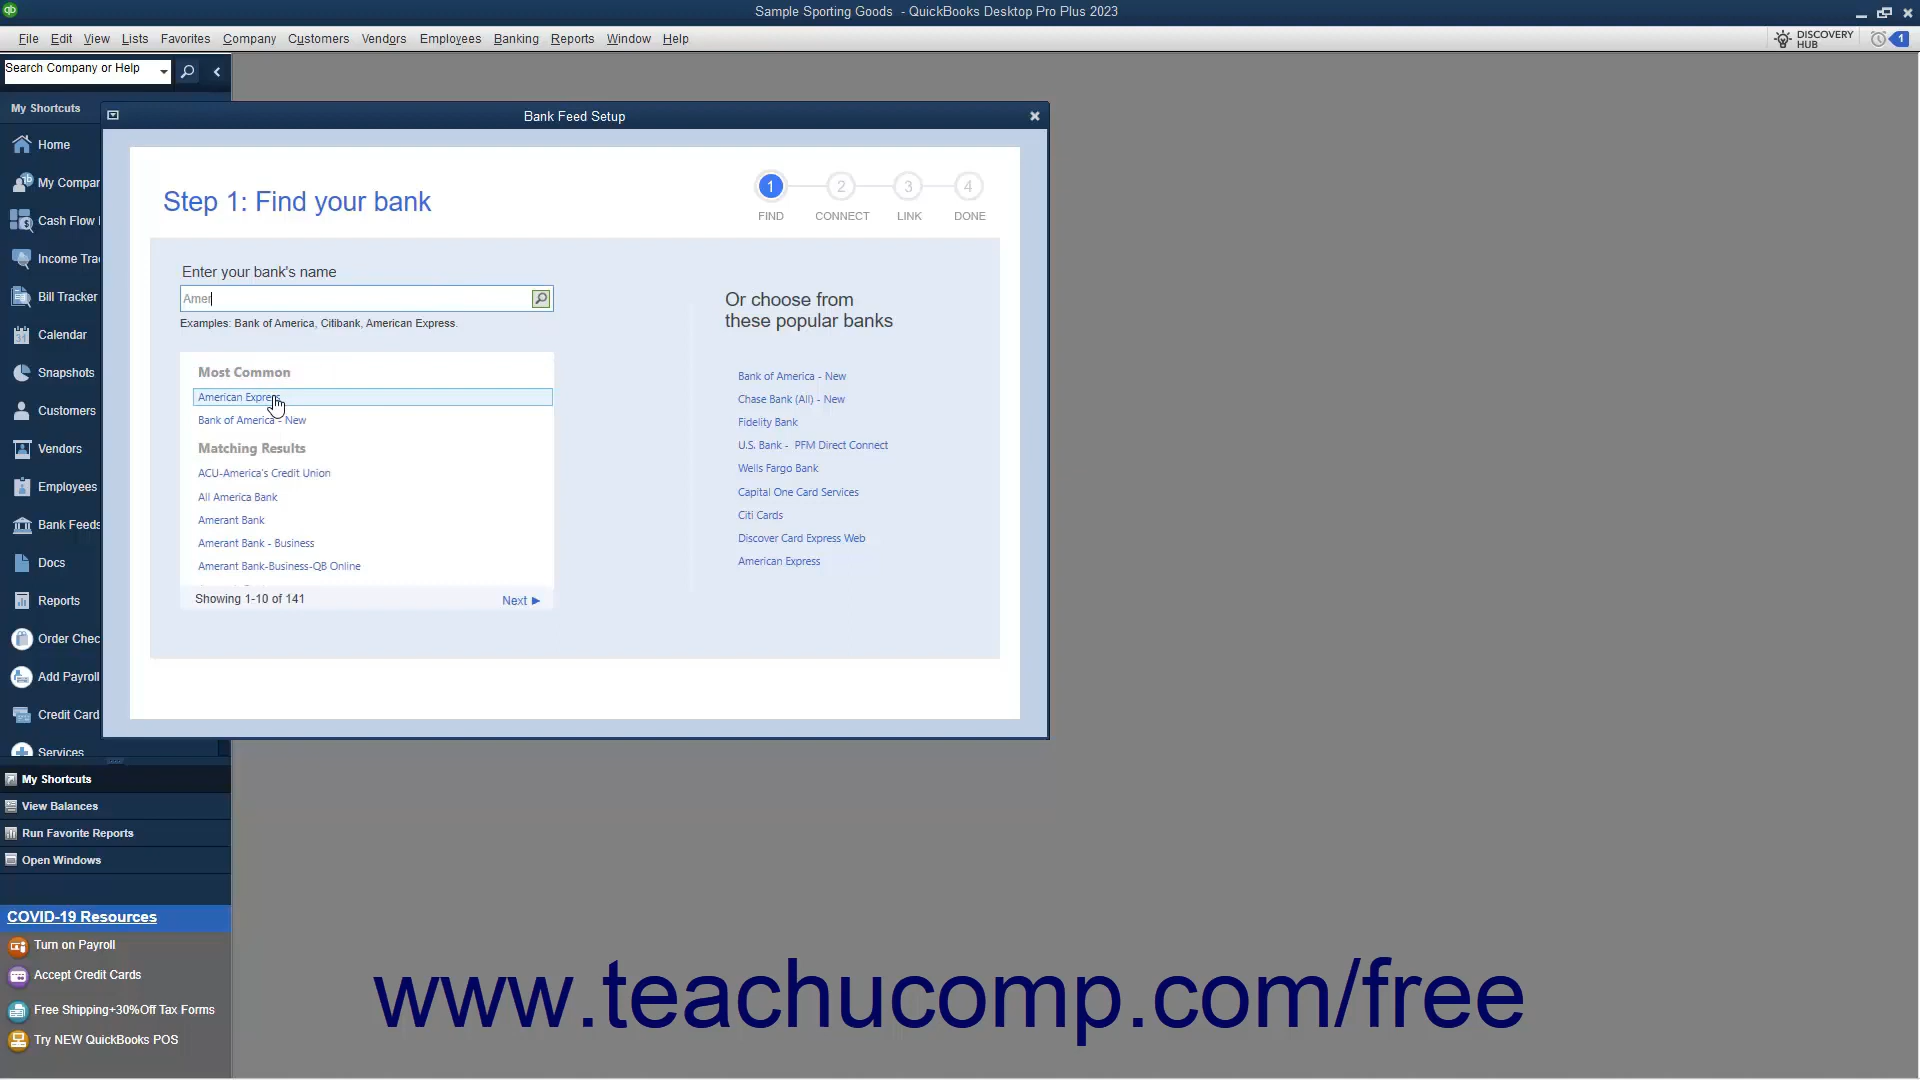 Sample Sporting Goods - QuickBooks Desktop Pro Plus 2023
File Edit View Lists Favorites Company Customers Vendors Employees Banking Reports Window Help
DISCOVERY
HUB
1
Search Company or Help
My Shortcuts
Home
My Compar
Cash Flow
Income Tra
Bill Tracker
31
Calendar
Snapshots
Customers
Vendors
Employees
Bank Feeds
Docs
Reports
Order Chec
Add Payroll
Credit Card
Services
My Shortcuts
View Balances
Run Favorite Reports
Open Windows
COVID-19 Resources
Turn on Payroll
Accept Credit Cards
Free Shipping+30%Off Tax Forms
Try NEW QuickBooks POS
Bank Feed Setup
Step 1: Find your bank
1 2 3 4
FIND CONNECT LINK DONE
Enter your bank's name
Amer
Examples: Bank of America, Citibank, American Express.
Most Common
American Express
Bank of America - New
Matching Results
ACU-America's Credit Union
All America Bank
Amerant Bank
Amerant Bank - Business
Amerant Bank-Business-QB Online
Showing 1-10 of 141
Next ►
Or choose from
these popular banks
Bank of America - New
Chase Bank (All) - New
Fidelity Bank
U.S. Bank - PFM Direct Connect
Wells Fargo Bank
Capital One Card Services
Citi Cards
Discover Card Express Web
American Express
www.teachucomp.com/free